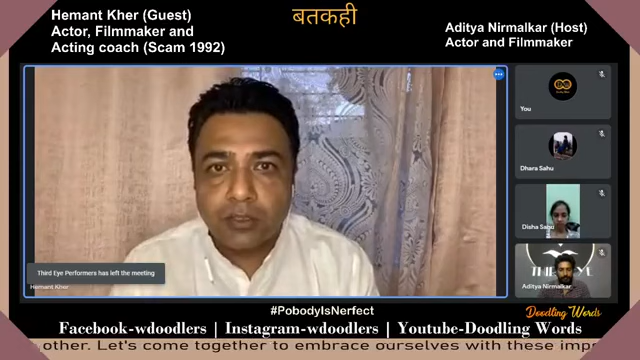 Hemant Kher (Guest)
Actor, Filmmaker and
Acting coach (Scam 1992)
बतकही
Aditya Nirmalkar (Host)
Actor and Filmmaker
You
Dhara Sahu
Disha Sahu
THIRD EYE
Aditya Nirmalkar
Third Eye Performers has left the meeting
Hemant Kher
#PobodyIsNerfect
Doodling Words
Facebook-wdoodlers | Instagram-wdoodlers | Youtube-Doodling Words
other. Let's come together to embrace ourselves with these